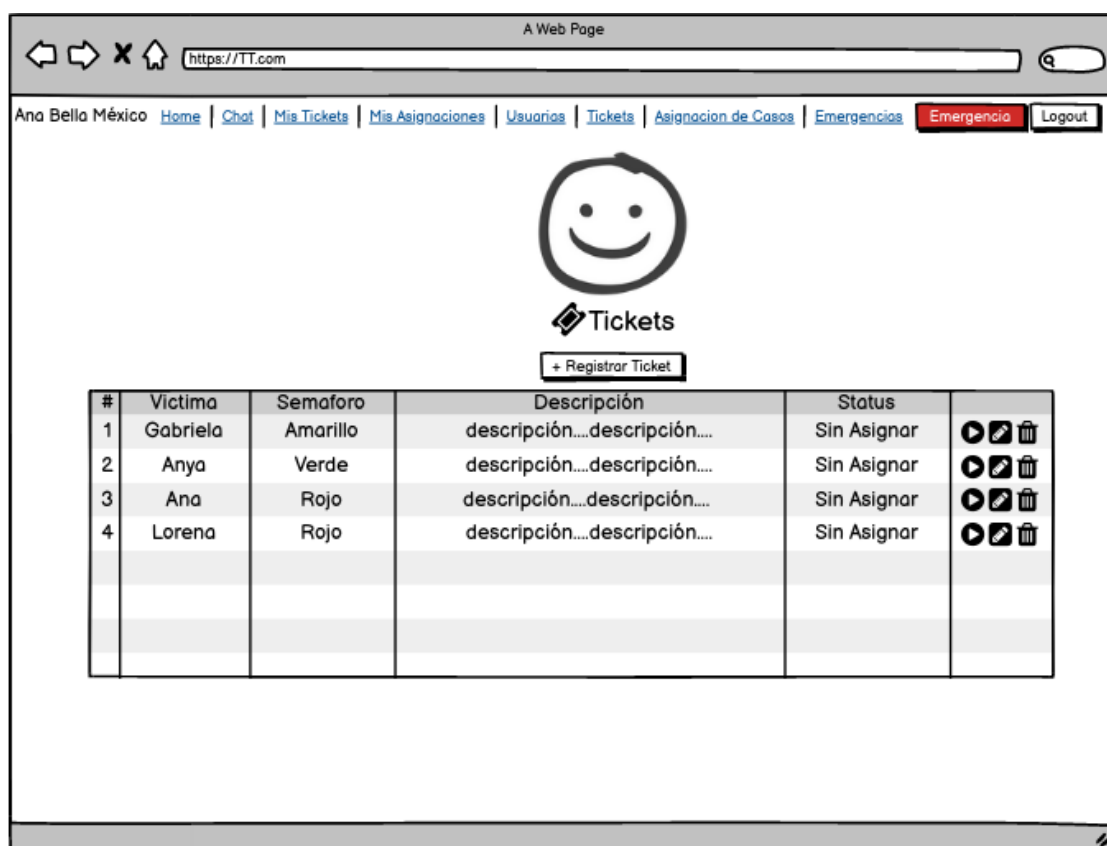 A Web Page
https://TT.com
Ana Bella México Home Chat Mis Tickets Mis Asignaciones Usuarias Tickets Asignacion de Casos Emergencias Emergencia Logout
Tickets
+ Registrar Ticket
# Victima Semaforo Descripción Status
1 Gabriela Amarillo descripción....descripción.... Sin Asignar
2 Anya Verde descripción....descripción.... Sin Asignar
3 Ana Rojo descripción....descripción.... Sin Asignar
4 Lorena Rojo descripción....descripción.... Sin Asignar